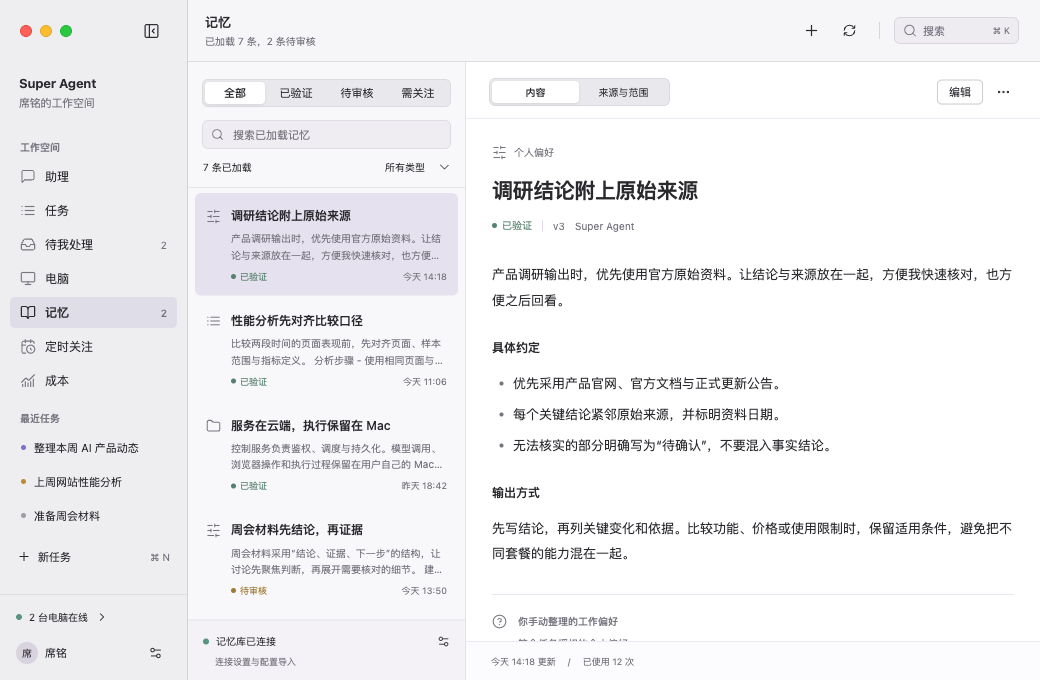 Super Agent
席铭的工作空间
工作空间
助理
任务
待我处理 2
电脑
记忆 2
定时关注
成本
最近任务
整理本周 AI 产品动态
上周网站性能分析
准备周会材料
新任务 ⌘ N
2 台电脑在线
席 席铭
记忆
已加载 7 条，2 条待审核
搜索 ⌘ K
全部 已验证 待审核 需关注
搜索已加载记忆
7 条已加载 所有类型
调研结论附上原始来源
产品调研输出时，优先使用官方原始资料。让结
论与来源放在一起，方便我快速核对，也方便...
已验证 今天 14:18
性能分析先对齐比较口径
比较两段时间的页面表现前，先对齐页面、样本
范围与指标定义。 分析步骤 - 使用相同页面与...
已验证 今天 11:06
服务在云端，执行保留在 Mac
控制服务负责鉴权、调度与持久化。模型调用、
浏览器操作和执行过程保留在用户自己的 Mac...
已验证 昨天 18:42
周会材料先结论，再证据
周会材料采用“结论、证据、下一步”的结构，让
讨论先聚焦判断，再展开需要核对的细节。 建...
待审核 今天 13:50
记忆库已连接
连接设置与配置导入
内容 来源与范围 编辑
个人偏好
调研结论附上原始来源
已验证 v3 Super Agent
产品调研输出时，优先使用官方原始资料。让结论与来源放在一起，方便我快速核对，也方
便之后回看。
具体约定
• 优先采用产品官网、官方文档与正式更新公告。
• 每个关键结论紧邻原始来源，并标明资料日期。
• 无法核实的部分明确写为“待确认”，不要混入事实结论。
输出方式
先写结论，再列关键变化和依据。比较功能、价格或使用限制时，保留适用条件，避免把不
同套餐的能力混在一起。
你手动整理的工作偏好
今天 14:18 更新 / 已使用 12 次